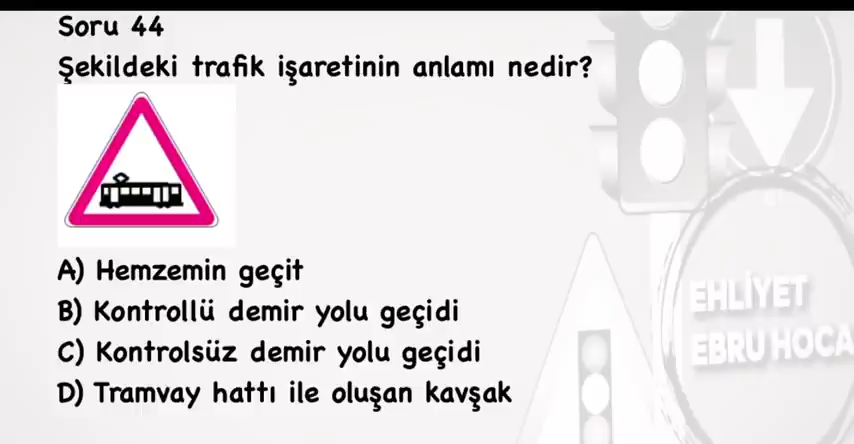 Soru 44
Şekildeki trafik işaretinin anlamı nedir?
A) Hemzemin geçit
B) Kontrollü demir yolu geçidi
C) Kontrolsüz demir yolu geçidi
D) Tramvay hattı ile oluşan kavşak
EHLİYET
EBRU HOCA